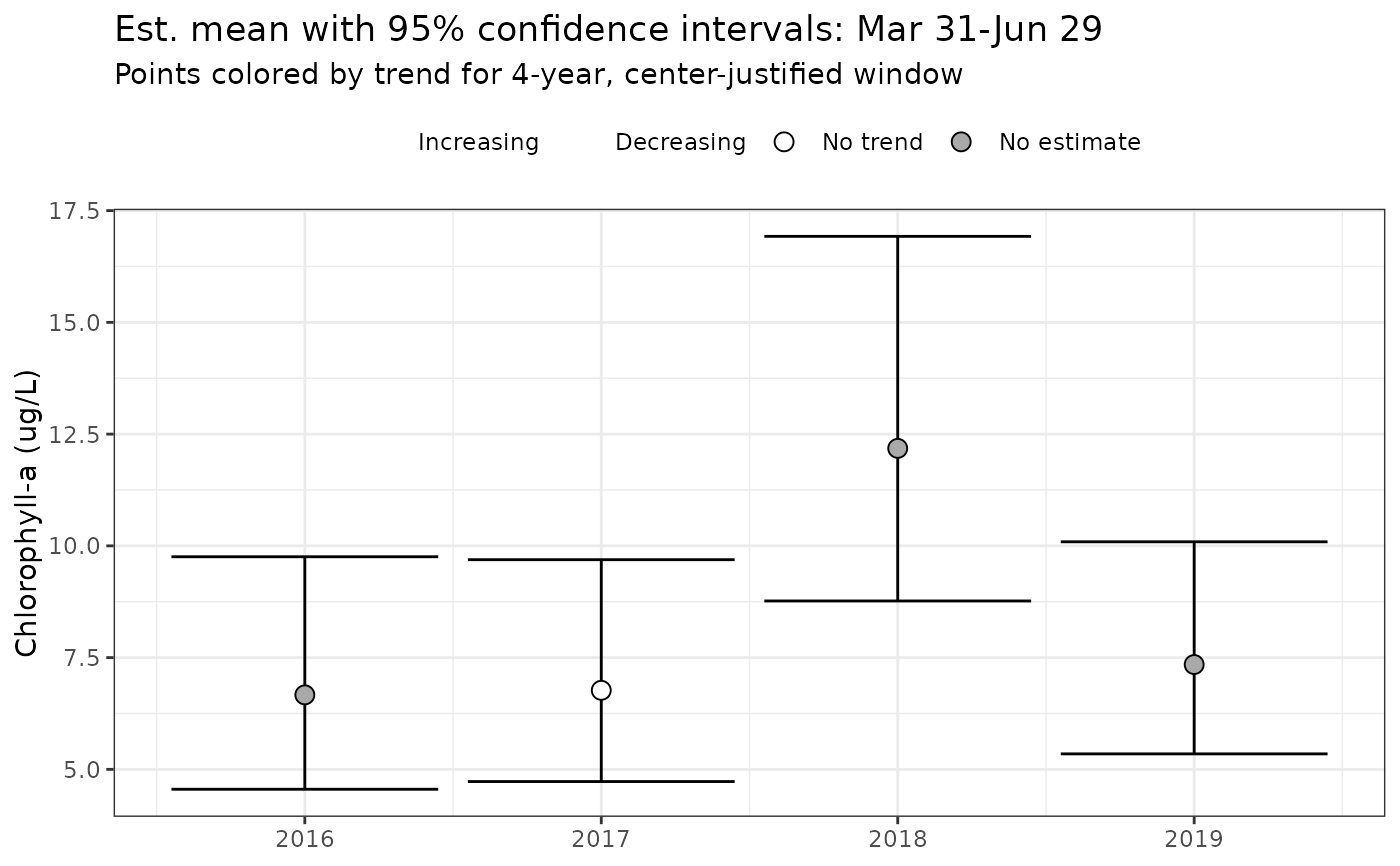 Est. mean with 95% confidence intervals: Mar 31-Jun 29
Points colored by trend for 4-year, center-justified window
Increasing Decreasing No trend No estimate
Chlorophyll-a (ug/L)
17.5
15.0
12.5
10.0
7.5
5.0
2016 2017 2018 2019